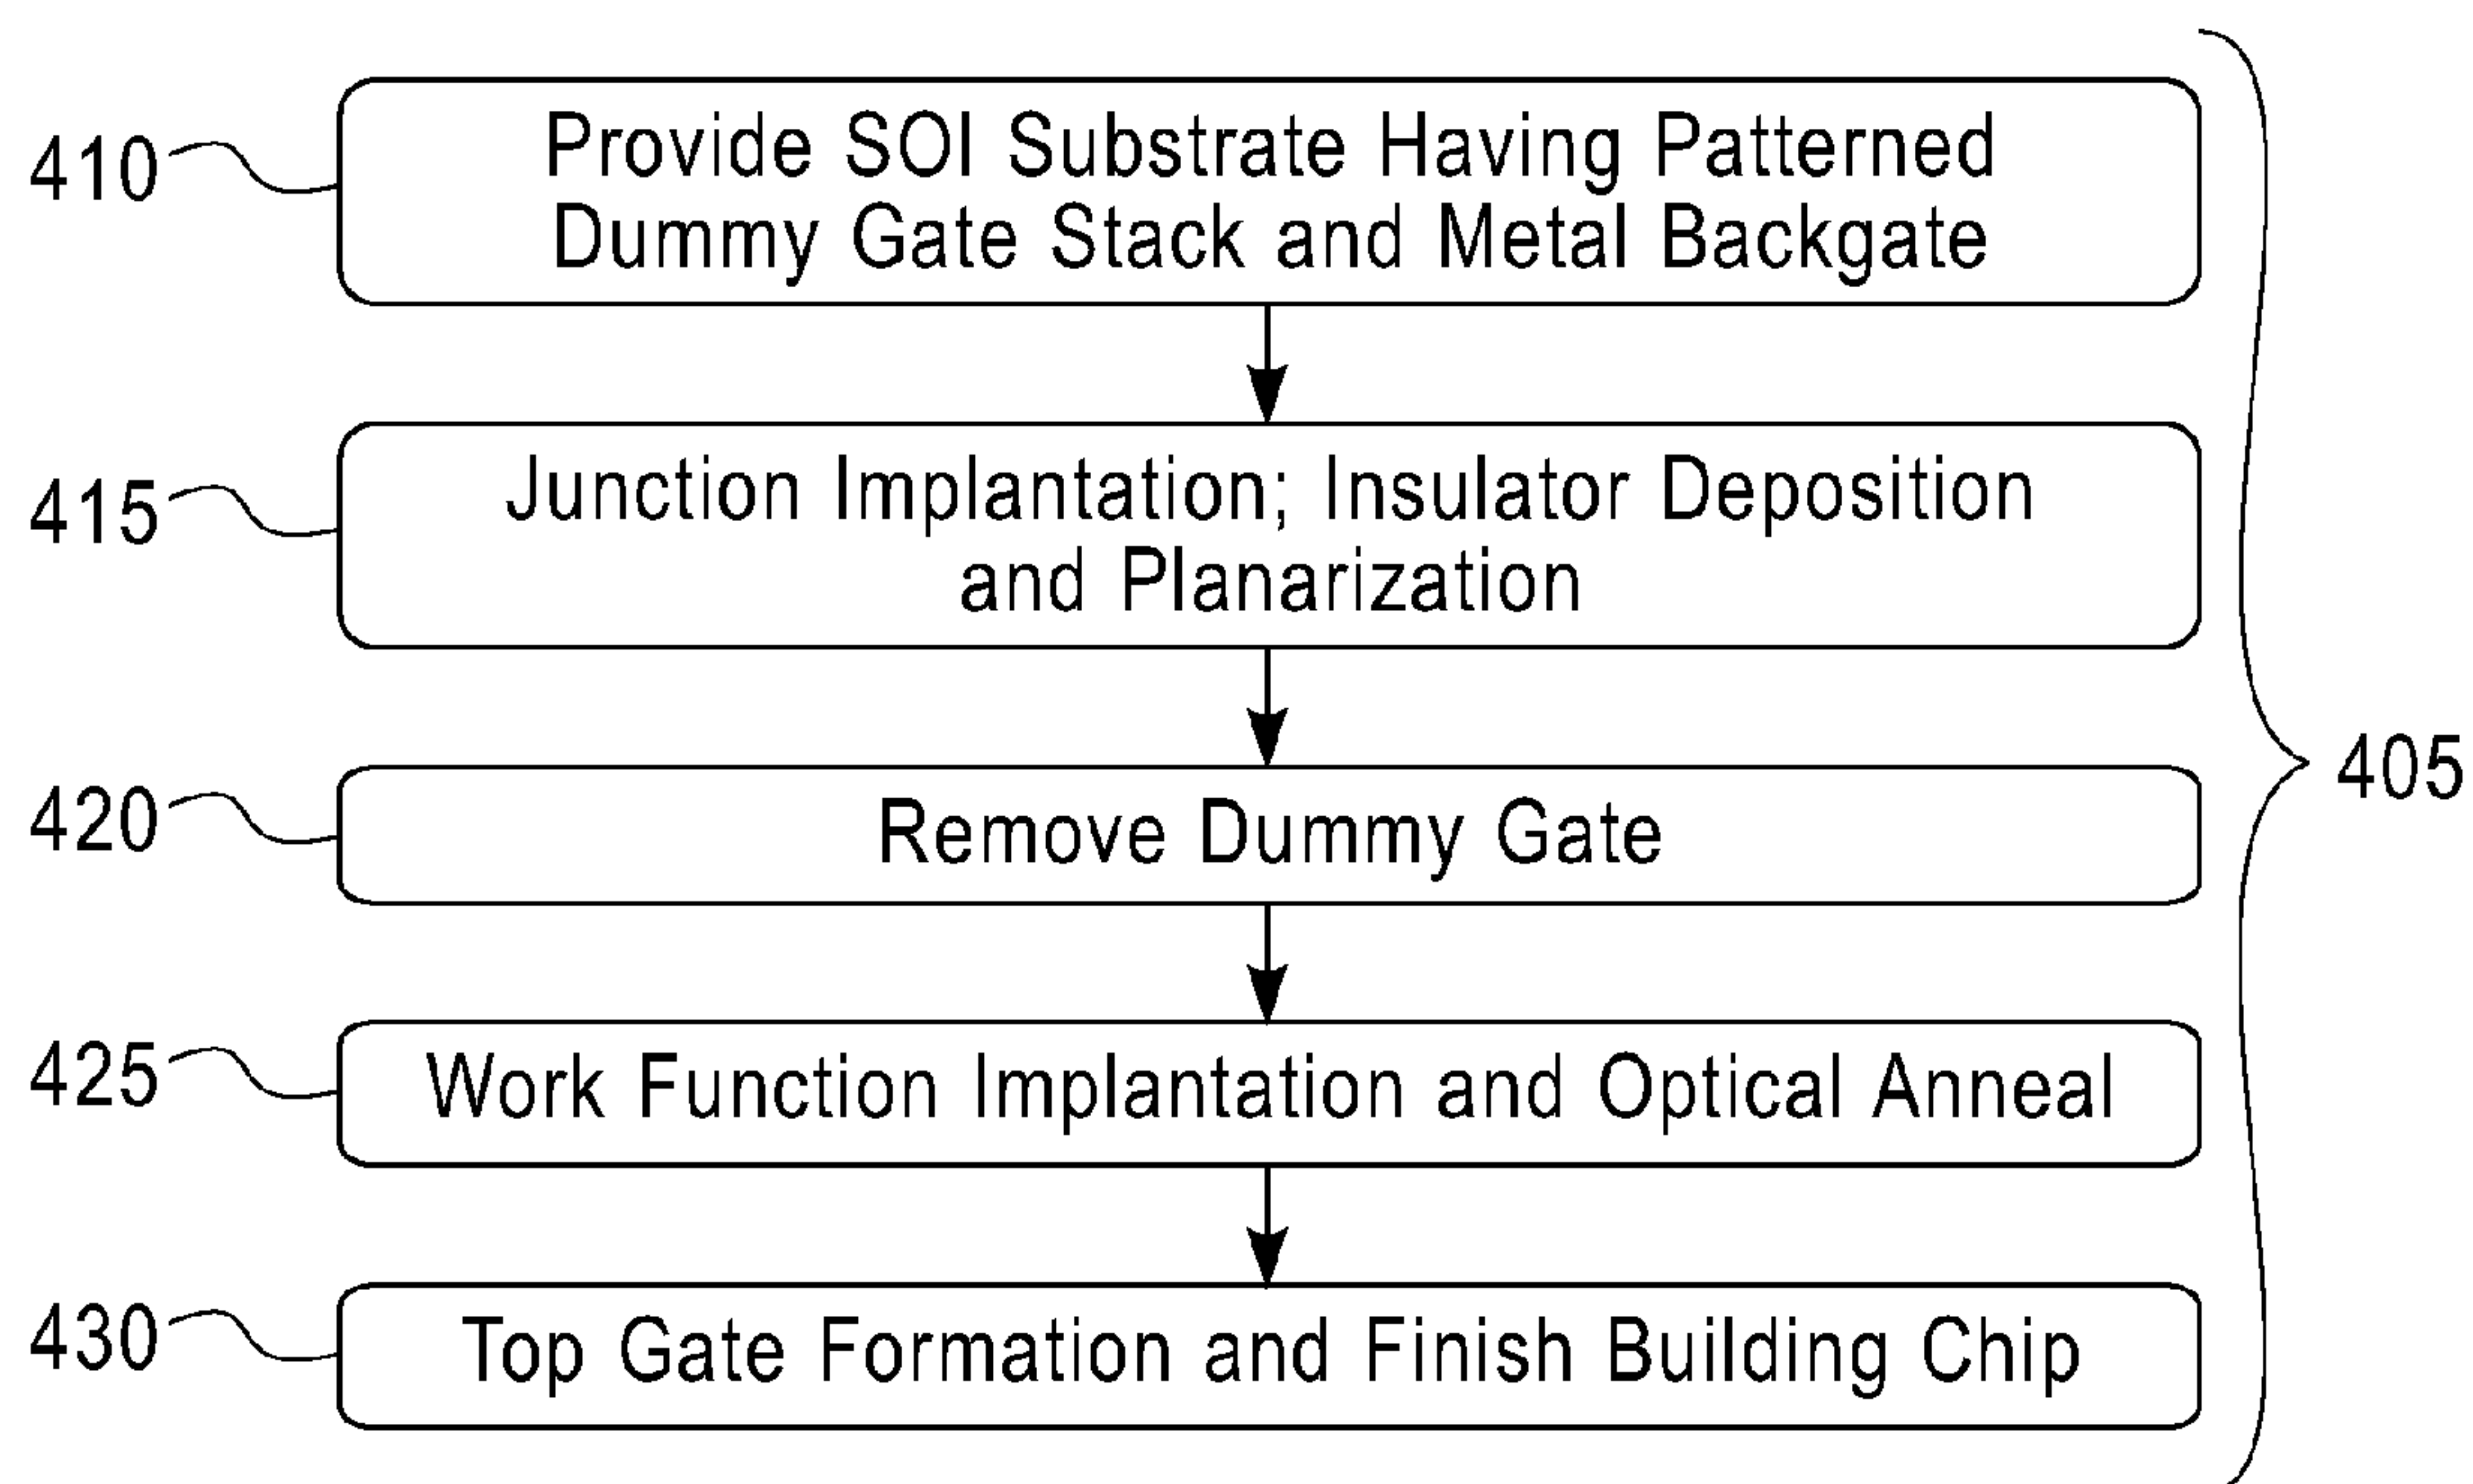 410
Provide SOI Substrate Having Patterned
Dummy Gate Stack and Metal Backgate
415
Junction Implantation; Insulator Deposition
and Planarization
420
Remove Dummy Gate
405
425
Work Function Implantation and Optical Anneal
430
Top Gate Formation and Finish Building Chip